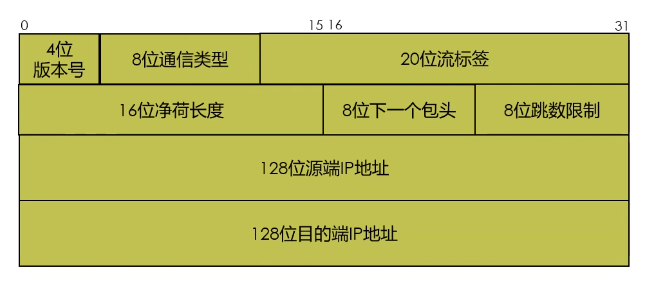 0 15 16 31
4位
版本号
8位通信类型
20位流标签
16位净荷长度
8位下一个包头
8位跳数限制
128位源端IP地址
128位目的端IP地址